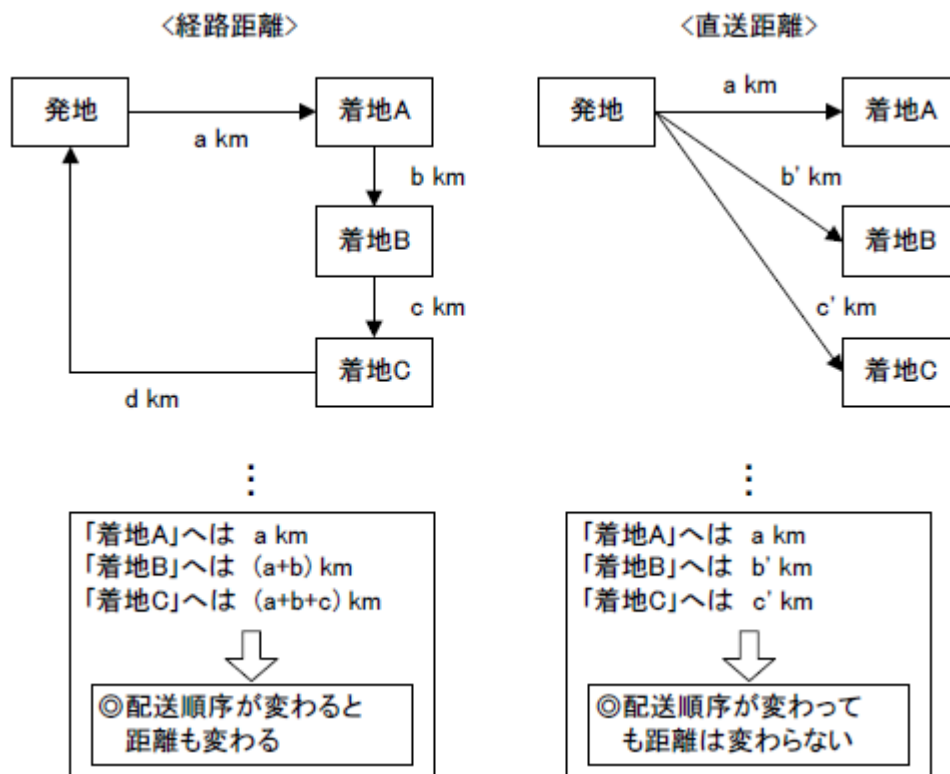 <経路距離>
発地
a km
着地A
b km
着地B
c km
着地C
d km
⋮
「着地A」へは a km
「着地B」へは (a+b) km
「着地C」へは (a+b+c) km
◎配送順序が変わると
距離も変わる
<直送距離>
発地
a km
着地A
b' km
着地B
c' km
着地C
⋮
「着地A」へは a km
「着地B」へは b' km
「着地C」へは c' km
◎配送順序が変わって
も距離は変わらない